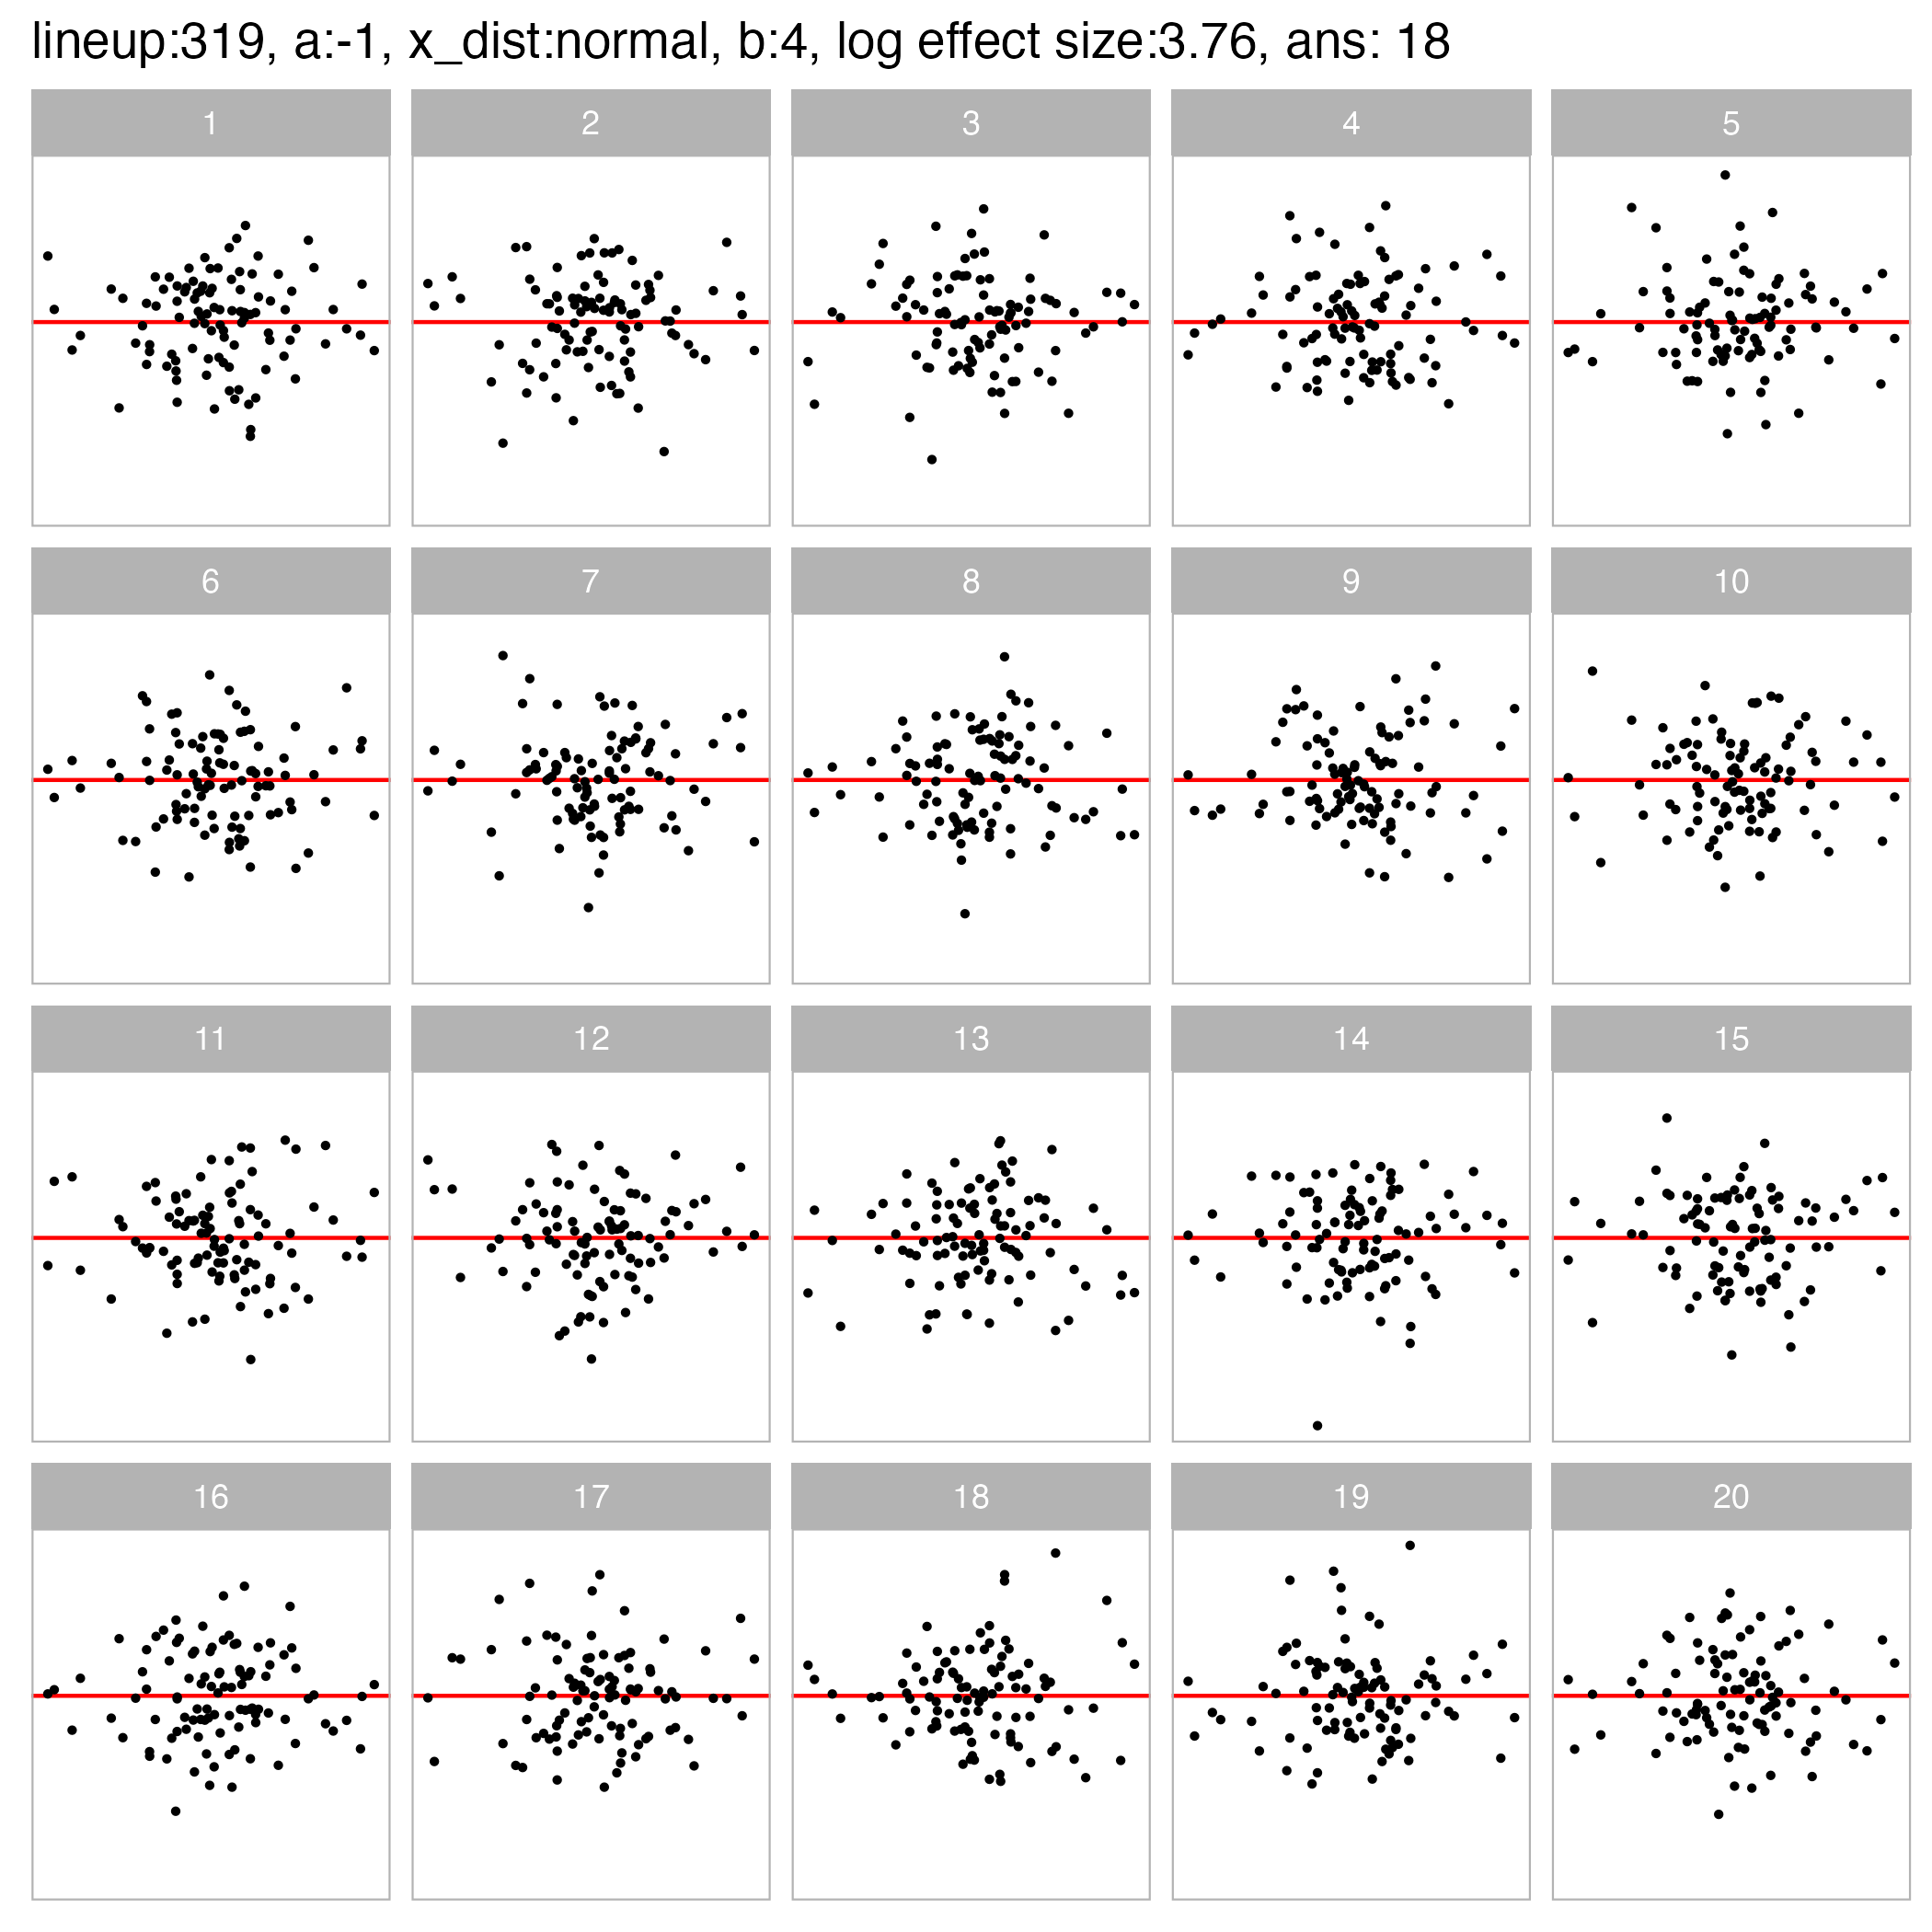 lineup:319, a:-1, x_dist:normal, b:4, log effect size:3.76, ans: 18
1 2 3 4 5
6 7 8 9 10
11 12 13 14 15
16 17 18 19 20